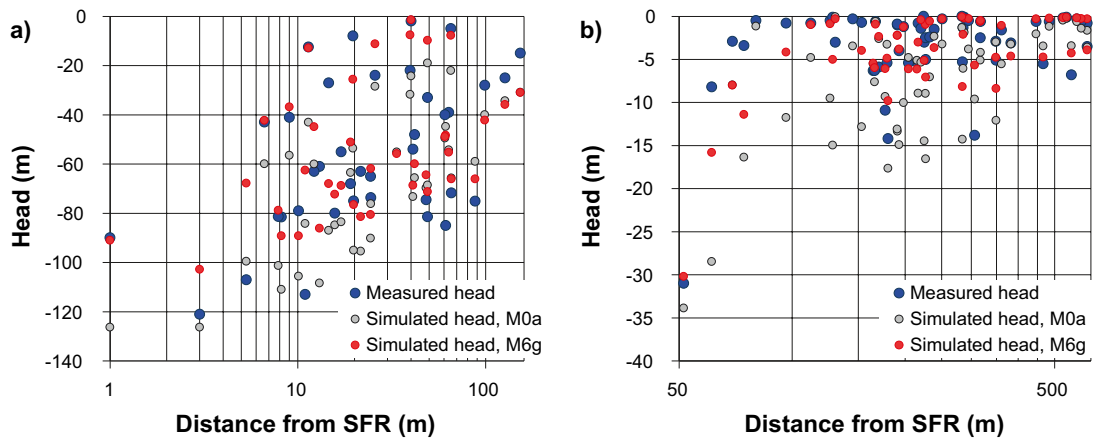 a)
Head (m)
0
-20
-40
-60
-80
-100
-120
-140
Measured head
Simulated head, M0a
Simulated head, M6g
1
10
100
Distance from SFR (m)
b)
Head (m)
0
-5
-10
-15
-20
-25
-30
-35
-40
Measured head
Simulated head, M0a
Simulated head, M6g
50
500
Distance from SFR (m)